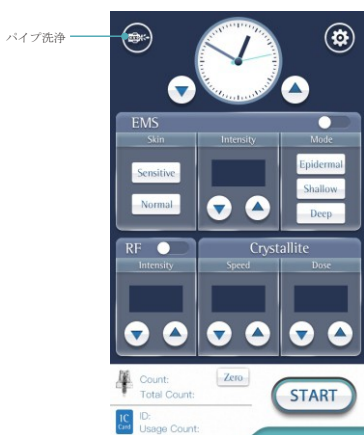 パイプ洗浄
EMS
Skin Intensity Mode
Sensitive
Normal
Epidermal
Shallow
Deep
RF Crystallite
Intensity Speed Dose
Count:
Total Count:
Zero
START
IC
Card
ID:
Usage Count: